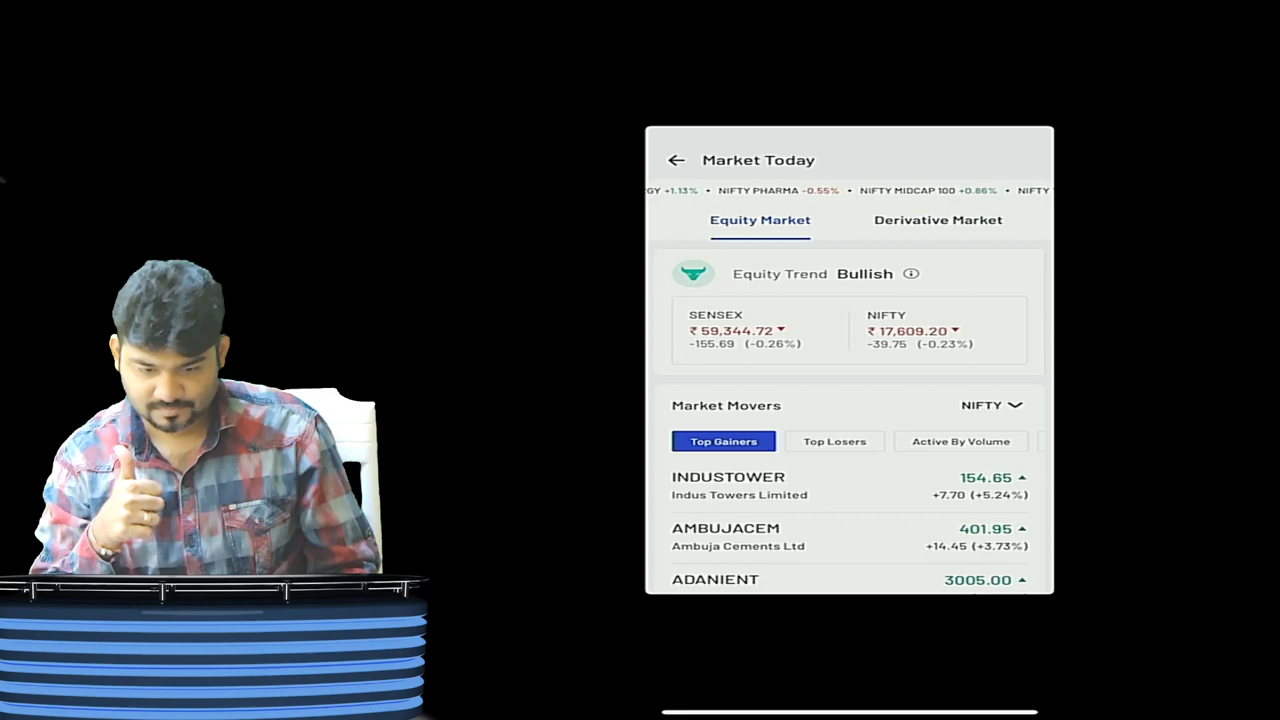 Market Today
GY +1.13% • NIFTY PHARMA -0.55% • NIFTY MIDCAP 100 +0.86% • NIFTY
Equity Market Derivative Market
Equity Trend Bullish
SENSEX NIFTY
₹ 59,344.72 ₹ 17,609.20
-155.69 (-0.26%) -39.75 (-0.23%)
Market Movers NIFTY
Top Gainers Top Losers Active By Volume
INDUSTOWER 154.65
Indus Towers Limited +7.70 (+5.24%)
AMBUJACEM 401.95
Ambuja Cements Ltd +14.45 (+3.73%)
ADANIENT 3005.00